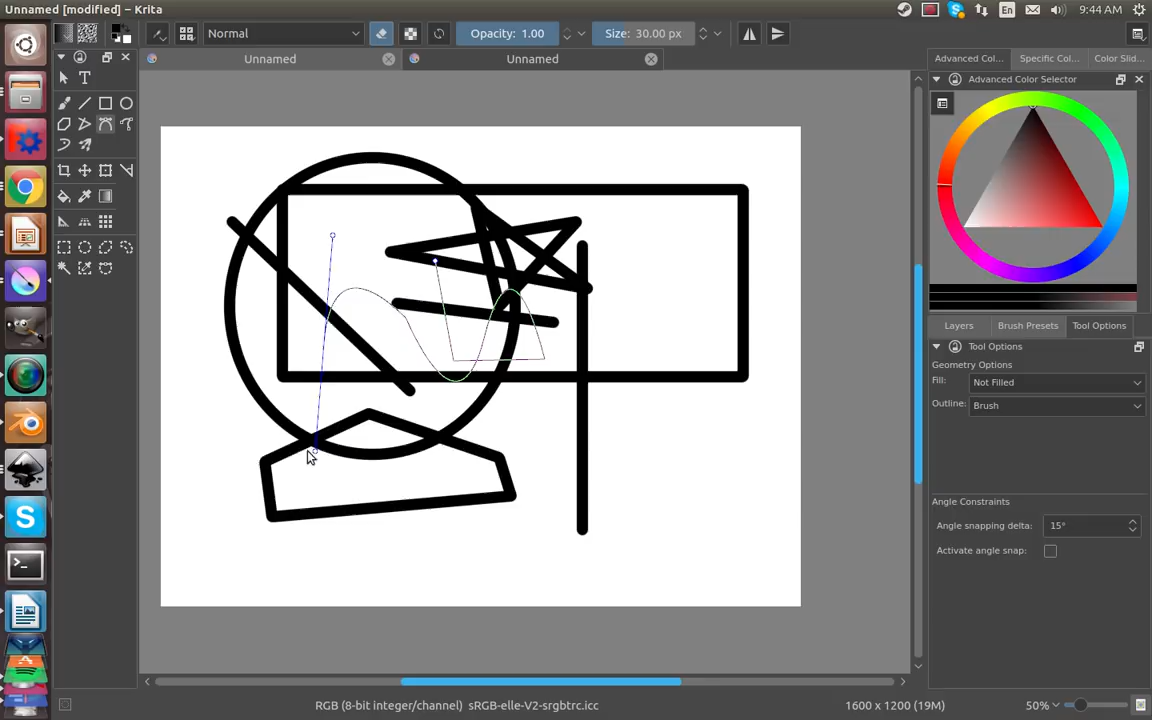 Unnamed [modified] - Krita
En
9:44 AM
Normal
Opacity: 1.00
Size: 30.00 px
Unnamed
Unnamed
Advanced Col...
Specific Col...
Color Slid...
Advanced Color Selector
Layers
Brush Presets
Tool Options
Tool Options
Geometry Options
Fill:
Not Filled
Outline:
Brush
Angle Constraints
Angle snapping delta:
15°
Activate angle snap:
RGB (8-bit integer/channel) sRGB-elle-V2-srgbtrc.icc
1600 x 1200 (19M)
50%